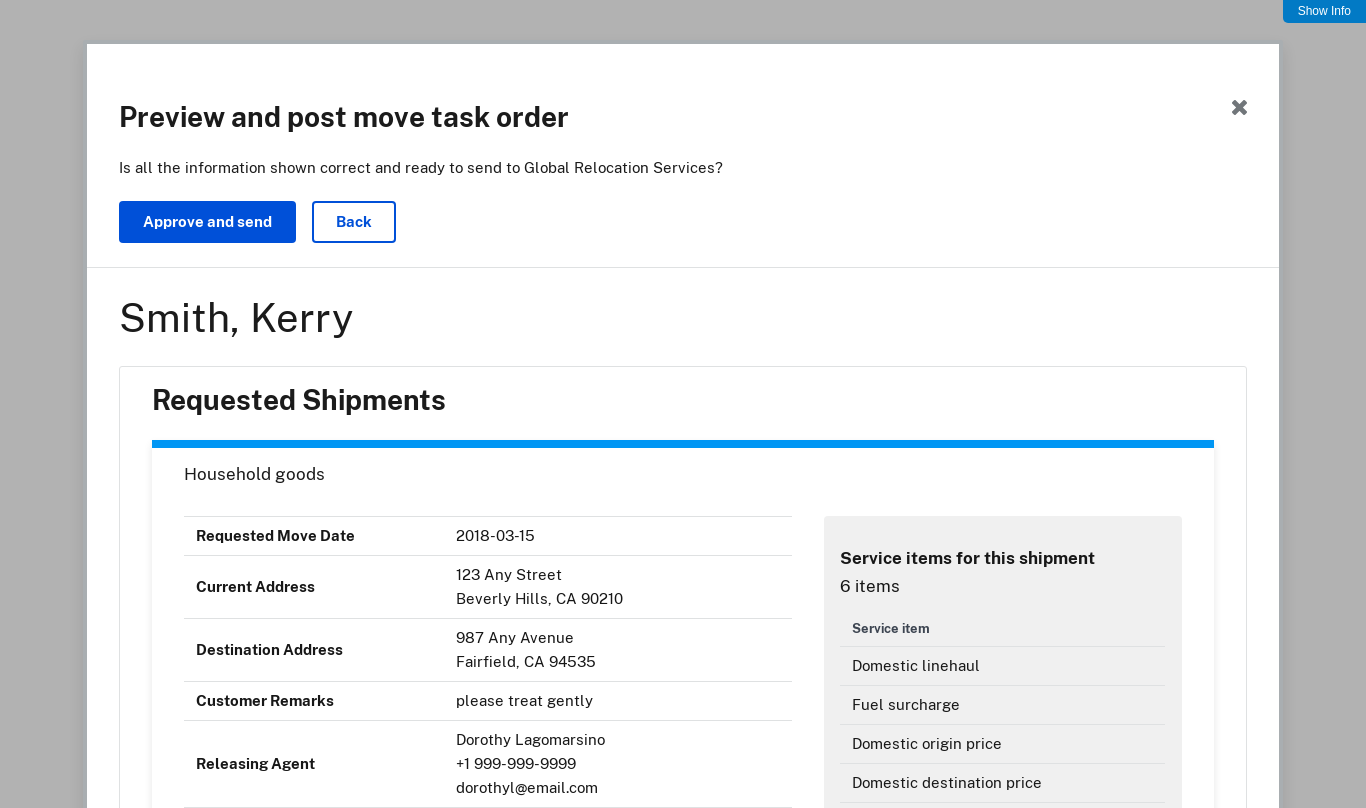 Show Info
Preview and post move task order
Is all the information shown correct and ready to send to Global Relocation Services?
Approve and send
Back
Smith, Kerry
Requested Shipments
Household goods
Requested Move Date
2018-03-15
Current Address
123 Any Street
Beverly Hills, CA 90210
Destination Address
987 Any Avenue
Fairfield, CA 94535
Customer Remarks
please treat gently
Releasing Agent
Dorothy Lagomarsino
+1 999-999-9999
dorothyl@email.com
Service items for this shipment
6 items
Service item
Domestic linehaul
Fuel surcharge
Domestic origin price
Domestic destination price